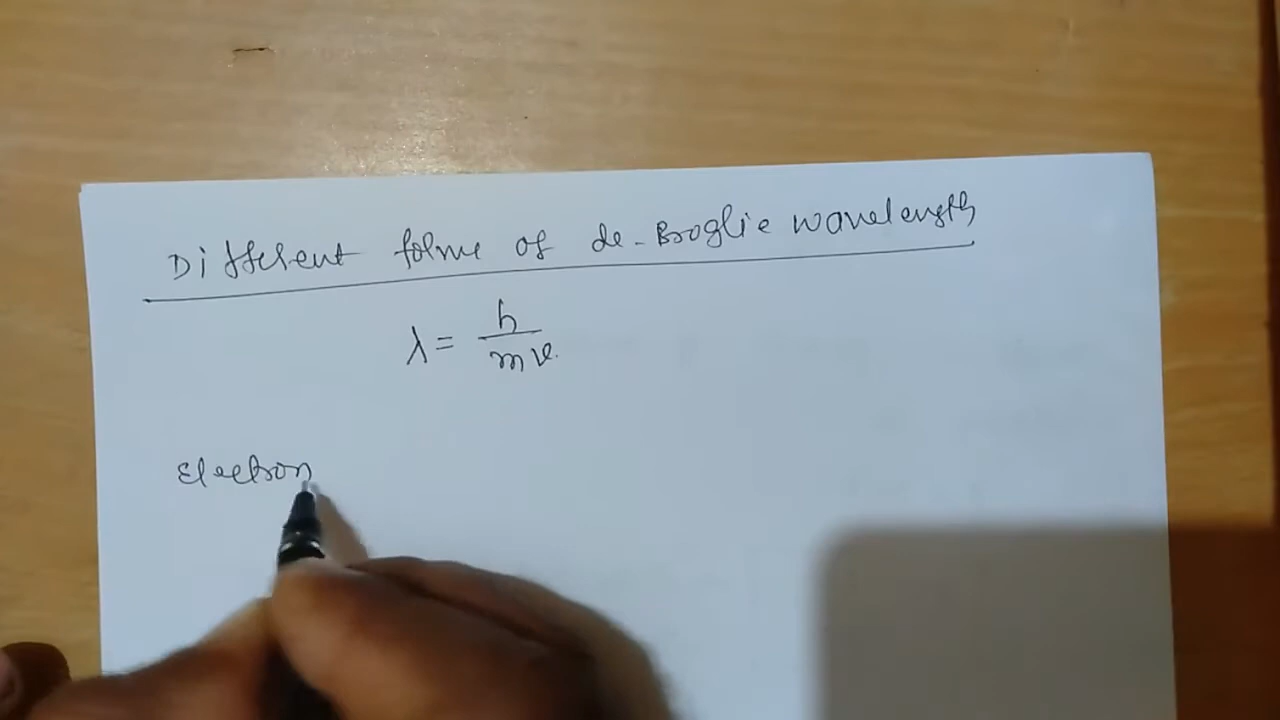 Different forms of de-Broglie wavelength
λ = h / mv.
Electron